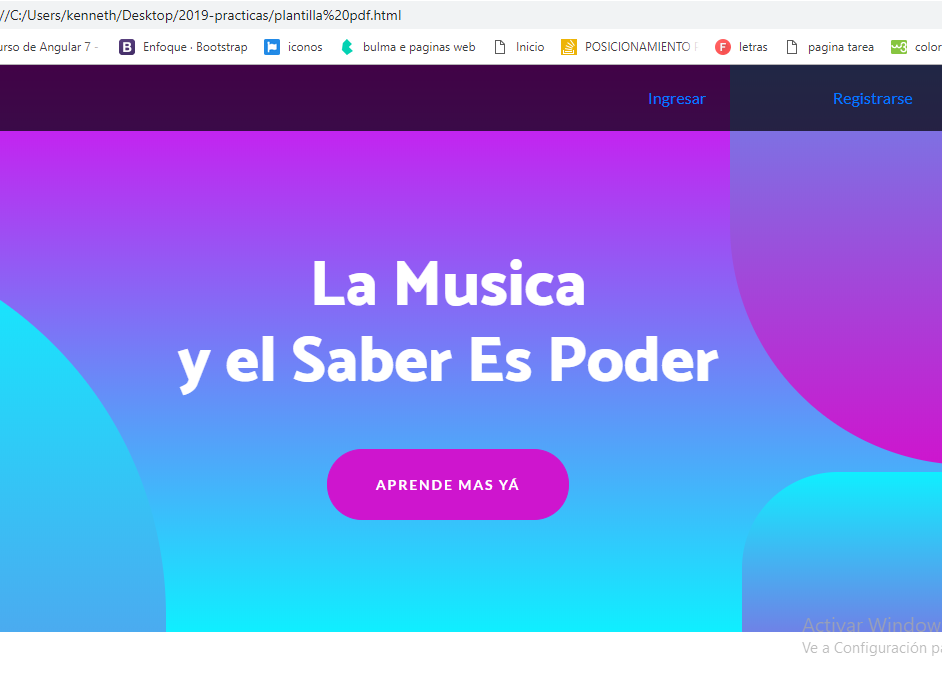 //C:/Users/kenneth/Desktop/2019-practicas/plantilla%20pdf.html
urso de Angular 7 - Enfoque · Bootstrap iconos bulma e paginas web Inicio POSICIONAMIENTO letras pagina tarea color
Ingresar Registrarse
La Musica
y el Saber Es Poder
APRENDE MAS YÁ
Activar Window
Ve a Configuración pa